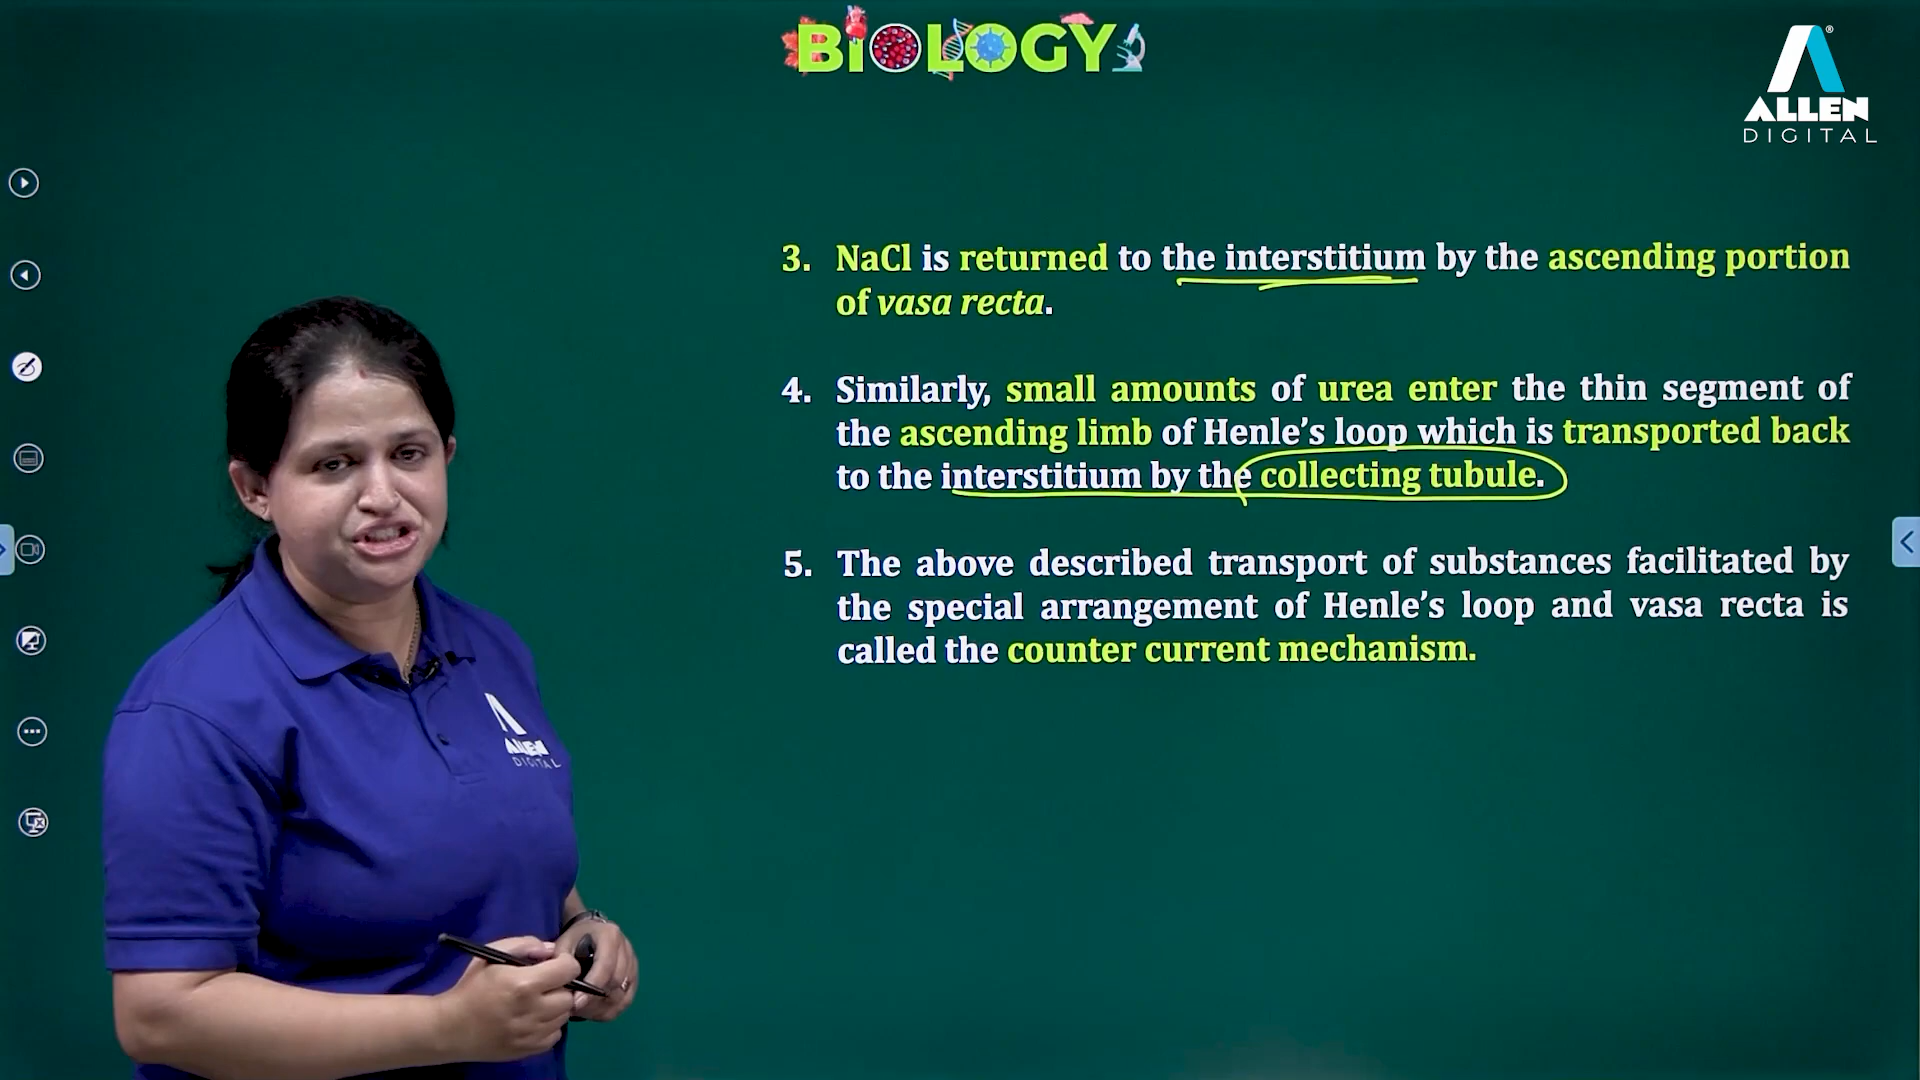 BIOLOGY
ALLEN
DIGITAL
3. NaCl is returned to the interstitium by the ascending portion
of vasa recta.
4. Similarly, small amounts of urea enter the thin segment of
the ascending limb of Henle’s loop which is transported back
to the interstitium by the collecting tubule.
5. The above described transport of substances facilitated by
the special arrangement of Henle’s loop and vasa recta is
called the counter current mechanism.
ALLEN
DIGITAL